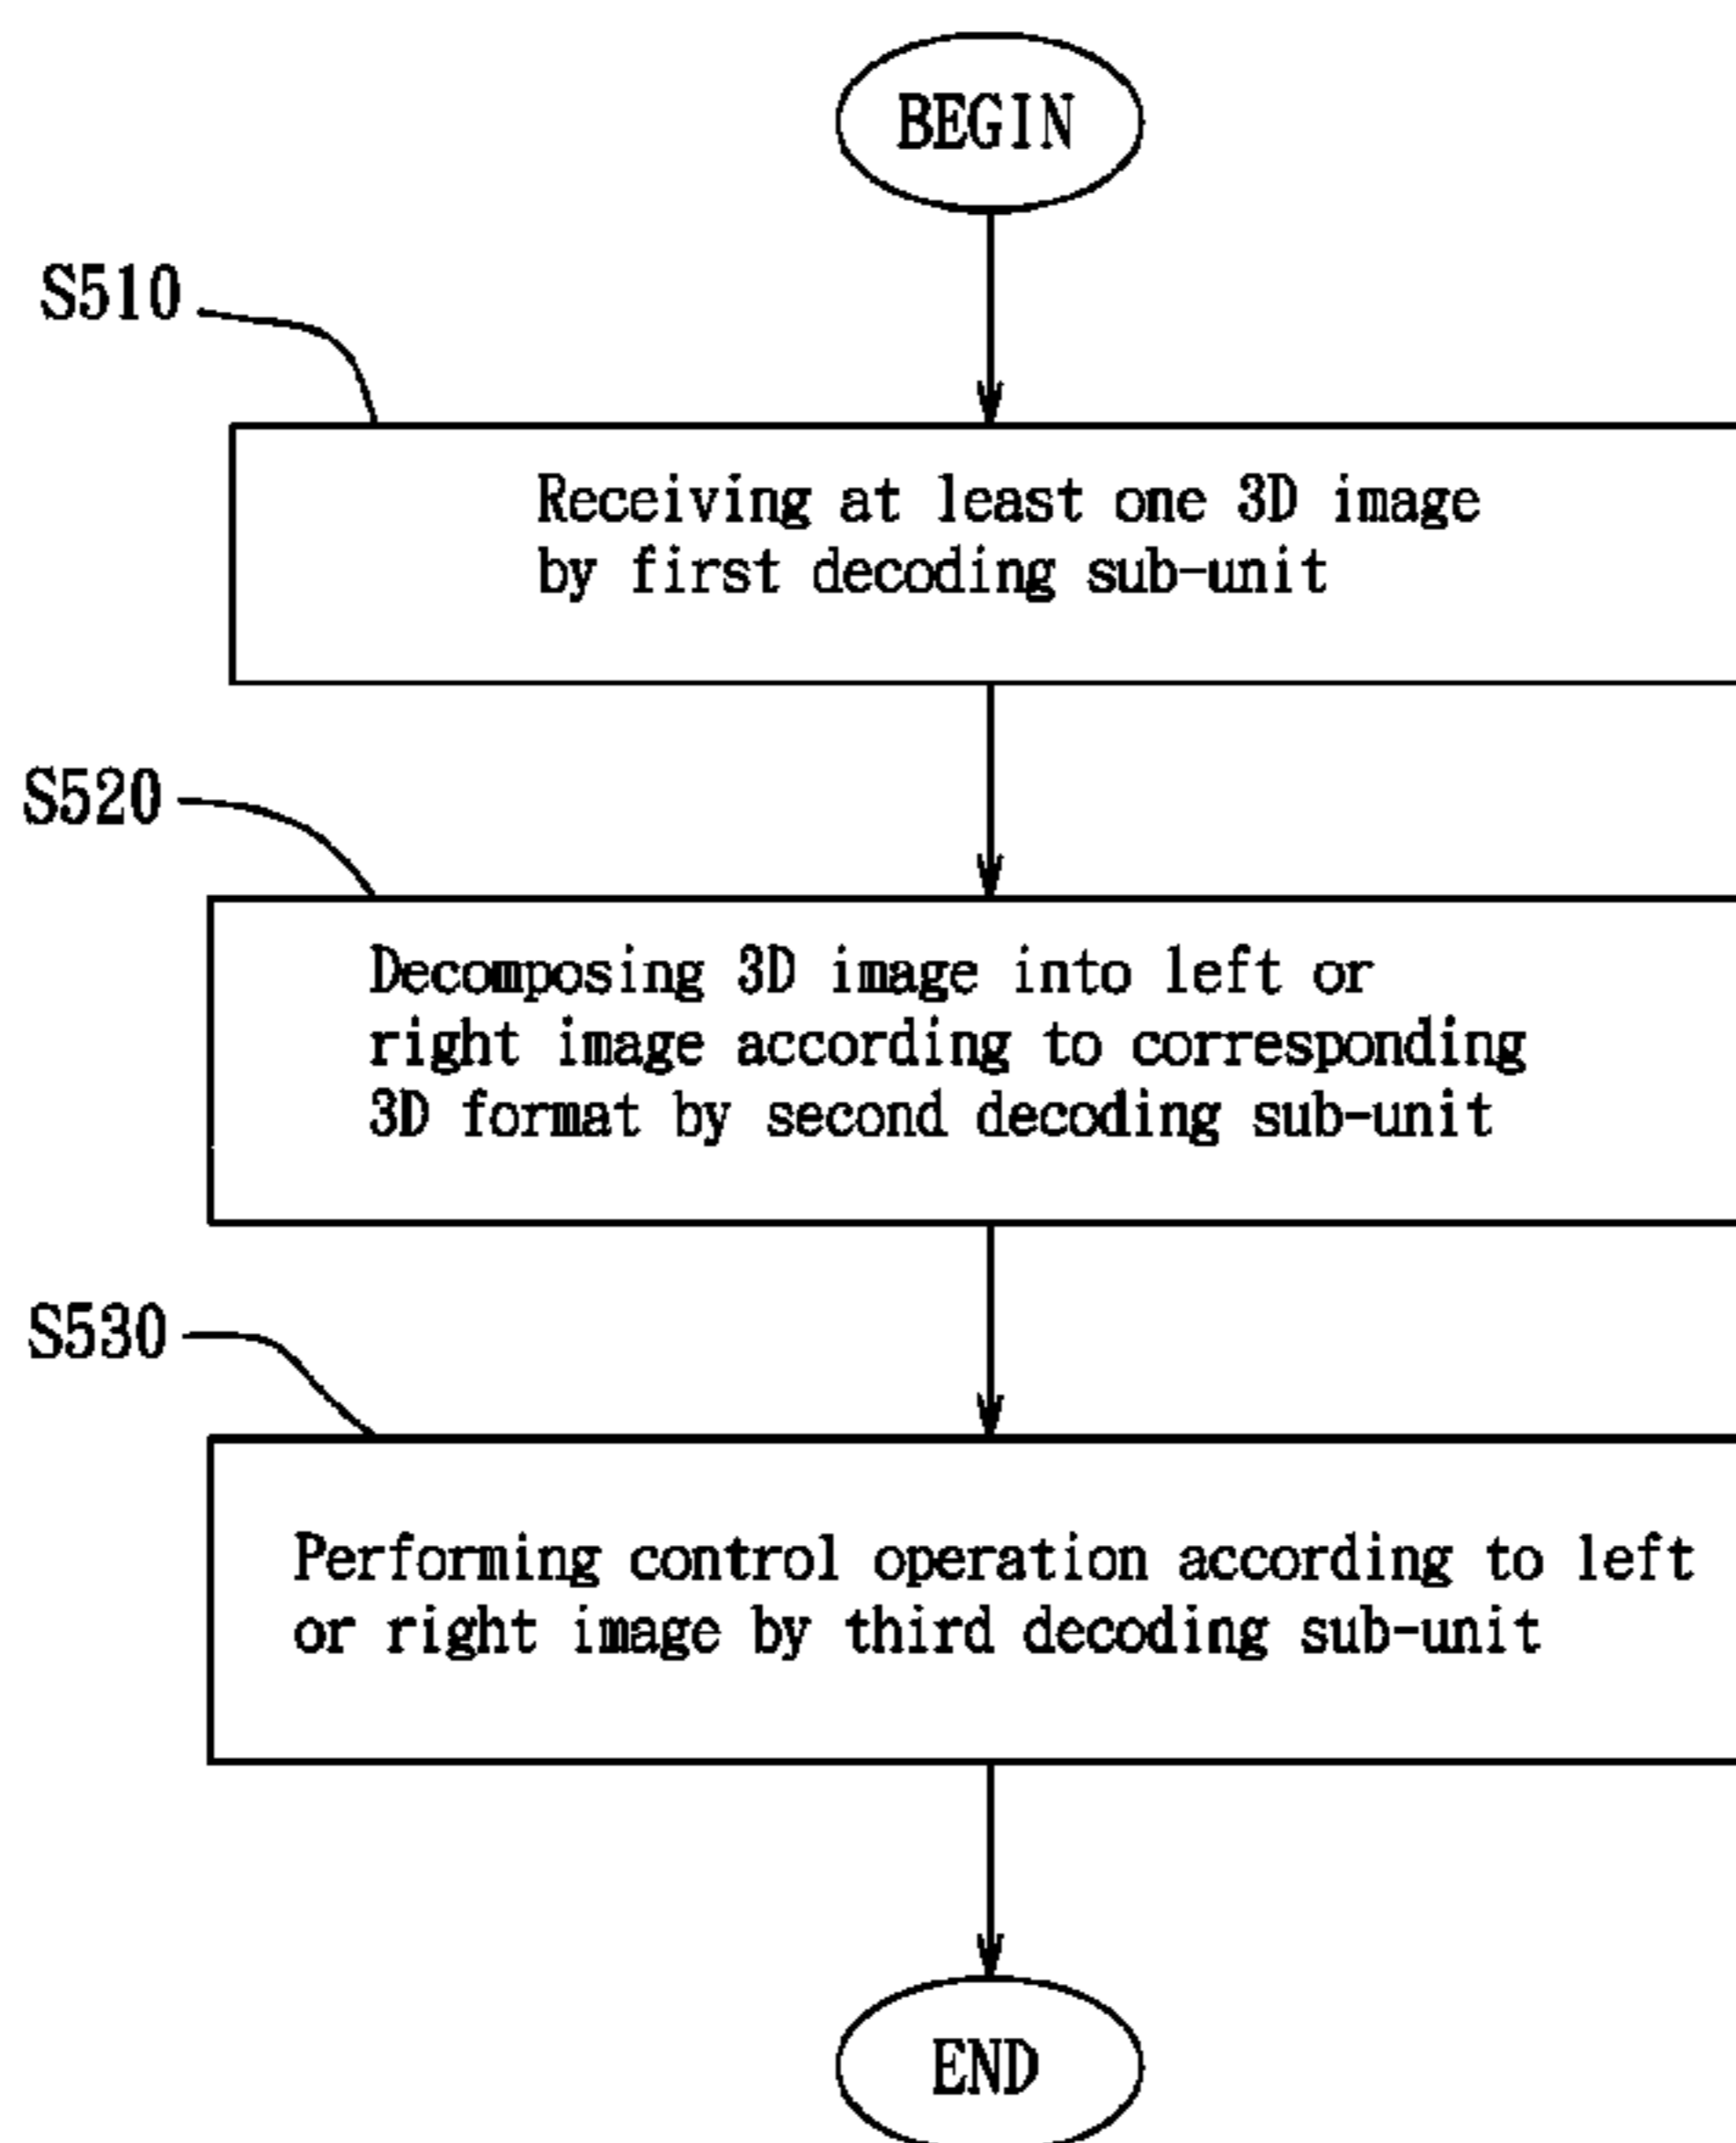 BEGIN
S510
Receiving at least one 3D image
by first decoding sub-unit
S520
Decomposing 3D image into left or
right image according to corresponding
3D format by second decoding sub-unit
S530
Performing control operation according to left
or right image by third decoding sub-unit
END